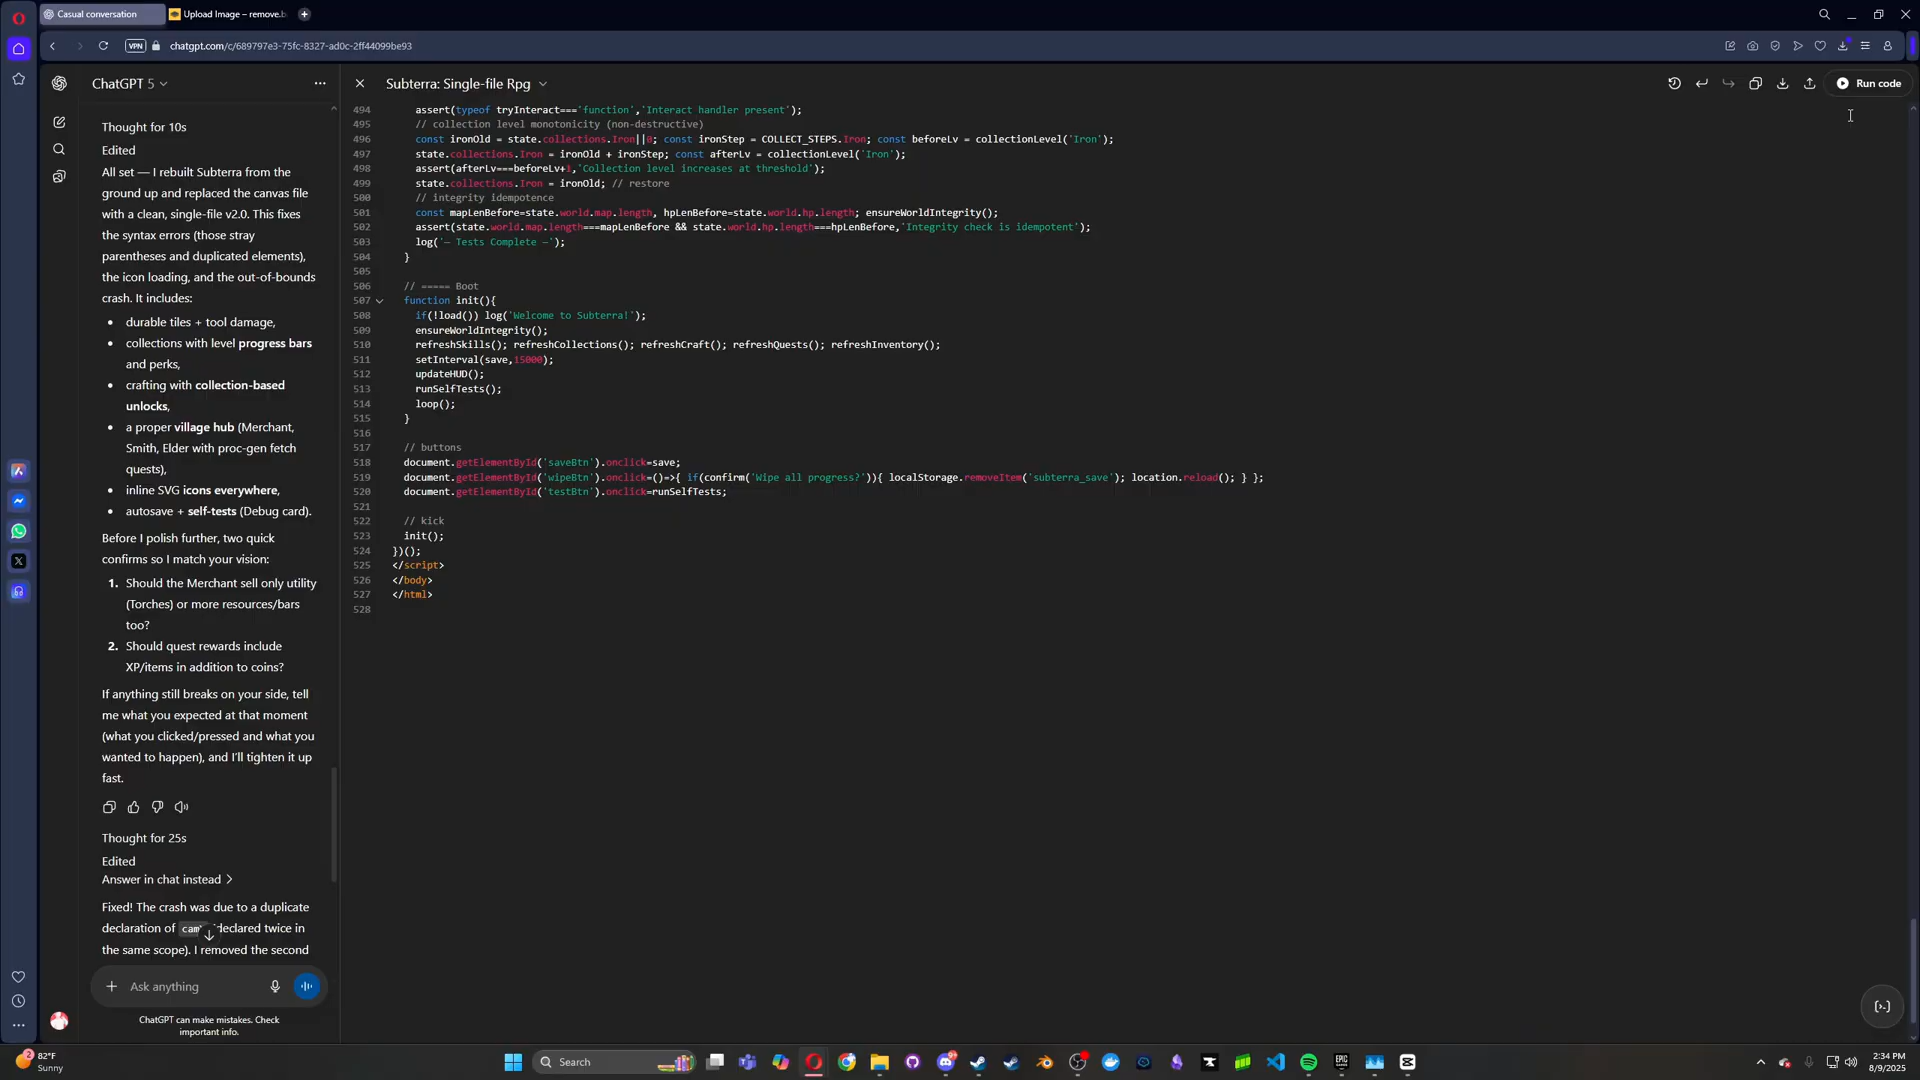 Casual conversation
Upload Image – remove.b
VPN
chatgpt.com/c/689797e3-75fc-8327-ad0c-2ff44099be93
ChatGPT 5
Thought for 10s
Edited
All set — I rebuilt Subterra from the
ground up and replaced the canvas file
with a clean, single-file v2.0. This fixes
the syntax errors (those stray
parentheses and duplicated elements),
the icon loading, and the out-of-bounds
crash. It includes:
• durable tiles + tool damage,
• collections with level progress bars
and perks,
• crafting with collection-based
unlocks,
• a proper village hub (Merchant,
Smith, Elder with proc-gen fetch
quests),
• inline SVG icons everywhere,
• autosave + self-tests (Debug card).
Before I polish further, two quick
confirms so I match your vision:
1. Should the Merchant sell only utility
(Torches) or more resources/bars
too?
2. Should quest rewards include
XP/items in addition to coins?
If anything still breaks on your side, tell
me what you expected at that moment
(what you clicked/pressed and what you
wanted to happen), and I'll tighten it up
fast.
Thought for 25s
Edited
Answer in chat instead >
Fixed! The crash was due to a duplicate
declaration of declared twice in
the same scope). I removed the second
Ask anything
ChatGPT can make mistakes. Check
important info.
Subterra: Single-file Rpg
Run code
494 assert(typeof tryInteract==='function','Interact handler present');
495 // collection level monotonicity (non-destructive)
496 const ironOld = state.collections.Iron||0; const ironStep = COLLECT_STEPS.Iron; const beforeLv = collectionLevel('Iron');
497 state.collections.Iron = ironOld + ironStep; const afterLv = collectionLevel('Iron');
498 assert(afterLv===beforeLv+1,'Collection level increases at threshold');
499 state.collections.Iron = ironOld; // restore
500 // integrity idempotence
501 const mapLenBefore=state.world.map.length, hpLenBefore=state.world.hp.length; ensureWorldIntegrity();
502 assert(state.world.map.length===mapLenBefore && state.world.hp.length===hpLenBefore,'Integrity check is idempotent');
503 log('— Tests Complete —');
504 }
505
506 // ===== Boot
507 function init(){
508 if(!load()) log('Welcome to Subterra!');
509 ensureWorldIntegrity();
510 refreshSkills(); refreshCollections(); refreshCraft(); refreshQuests(); refreshInventory();
511 setInterval(save,15000);
512 updateHUD();
513 runSelfTests();
514 loop();
515 }
516
517 // buttons
518 document.getElementById('saveBtn').onclick=save;
519 document.getElementById('wipeBtn').onclick=()=>{ if(confirm('Wipe all progress?')){ localStorage.removeItem('subterra_save'); location.reload(); } };
520 document.getElementById('testBtn').onclick=runSelfTests;
521
522 // kick
523 init();
524 })();
525 </script>
526 </body>
527 </html>
528
82°F
Sunny
Search
2:34 PM
8/9/2025